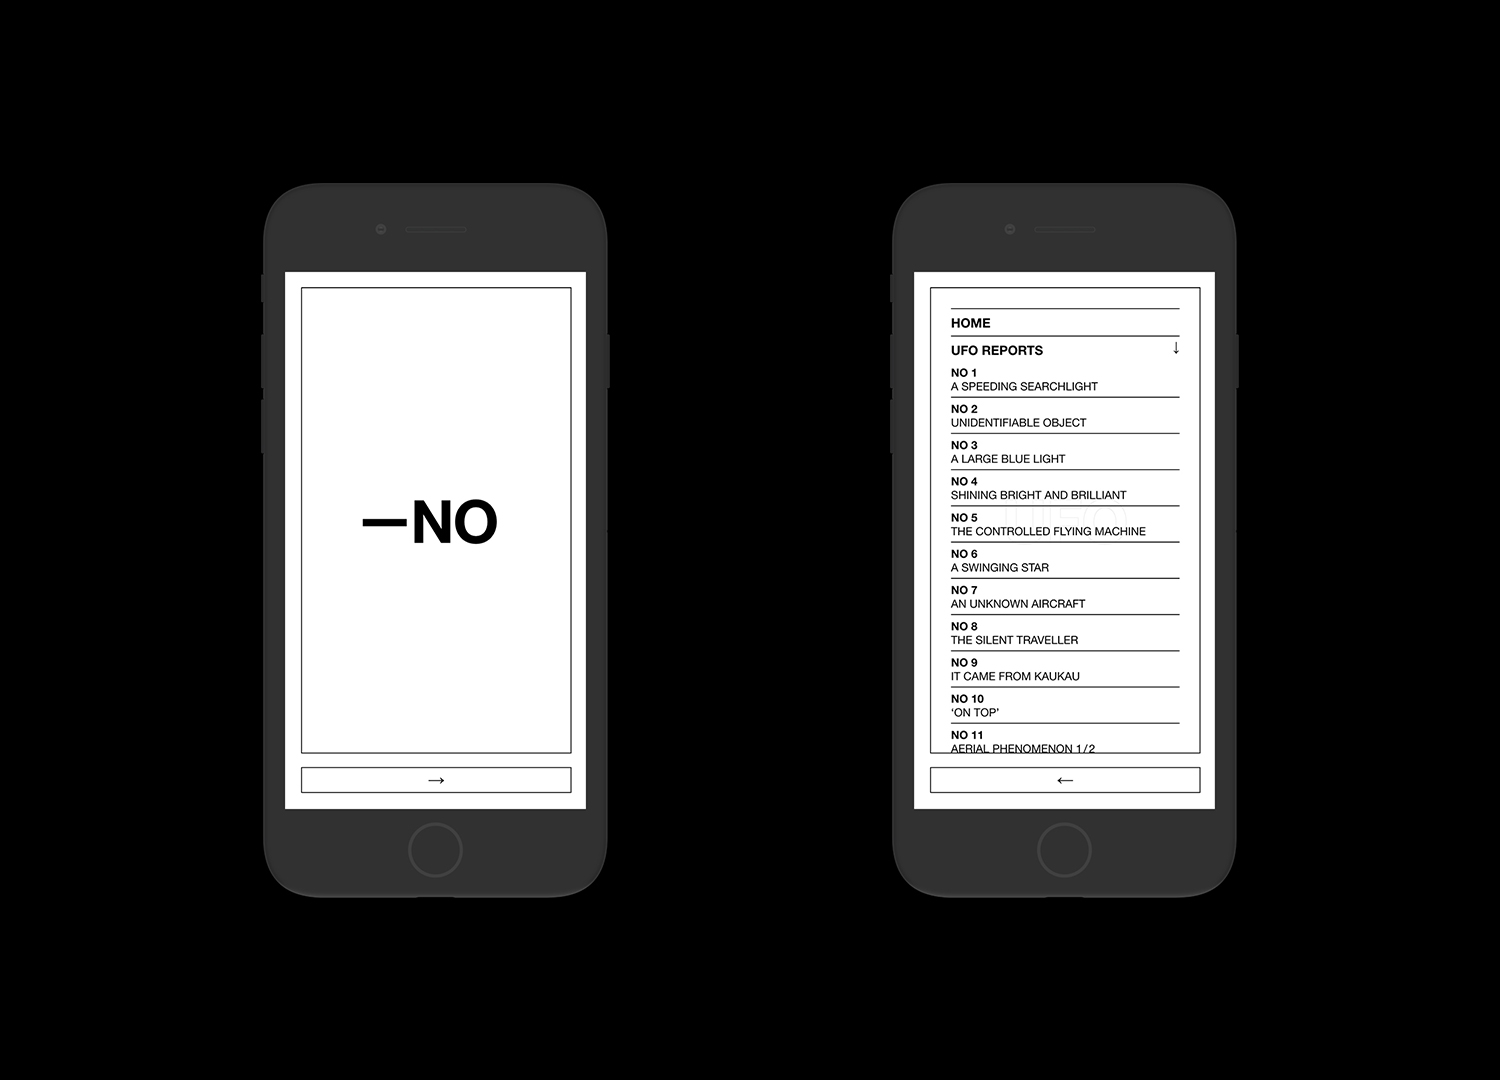 —NO
→
HOME
UFO REPORTS ↓
NO 1
A SPEEDING SEARCHLIGHT
NO 2
UNIDENTIFIABLE OBJECT
NO 3
A LARGE BLUE LIGHT
NO 4
SHINING BRIGHT AND BRILLIANT
NO 5
THE CONTROLLED FLYING MACHINE
NO 6
A SWINGING STAR
NO 7
AN UNKNOWN AIRCRAFT
NO 8
THE SILENT TRAVELLER
NO 9
IT CAME FROM KAUKAU
NO 10
‘ON TOP’
NO 11
AERIAL PHENOMENON 1/2
←